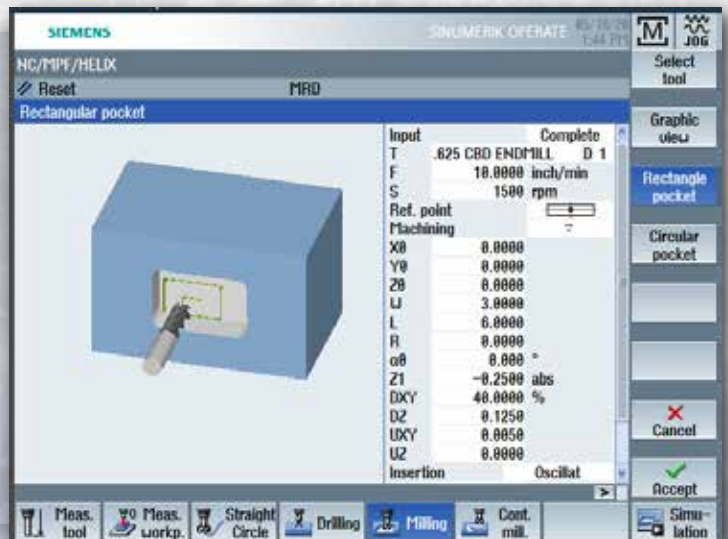 SIEMENS
SINUMERIK OPERATE
1:44 PM
M
JOG
NC/MPF/HELIX
Reset MRD
Rectangular pocket
Input Complete
T .625 CBD ENDMILL D 1
F 10.0000 inch/min
S 1500 rpm
Ref. point
Machining
X0 0.0000
Y0 0.0000
Z0 0.0000
W 3.0000
L 6.0000
R 0.0000
α0 0.000 °
Z1 -0.2500 abs
DXY 40.0000 %
DZ 0.1250
UXY 0.0050
UZ 0.0000
Insertion Oscillat
Select
tool
Graphic
view
Rectangle
pocket
Circular
pocket
Cancel
Accept
Meas.
tool
Meas.
workp.
Straight
Circle
Drilling
Milling
Cont.
mill.
Simu-
lation